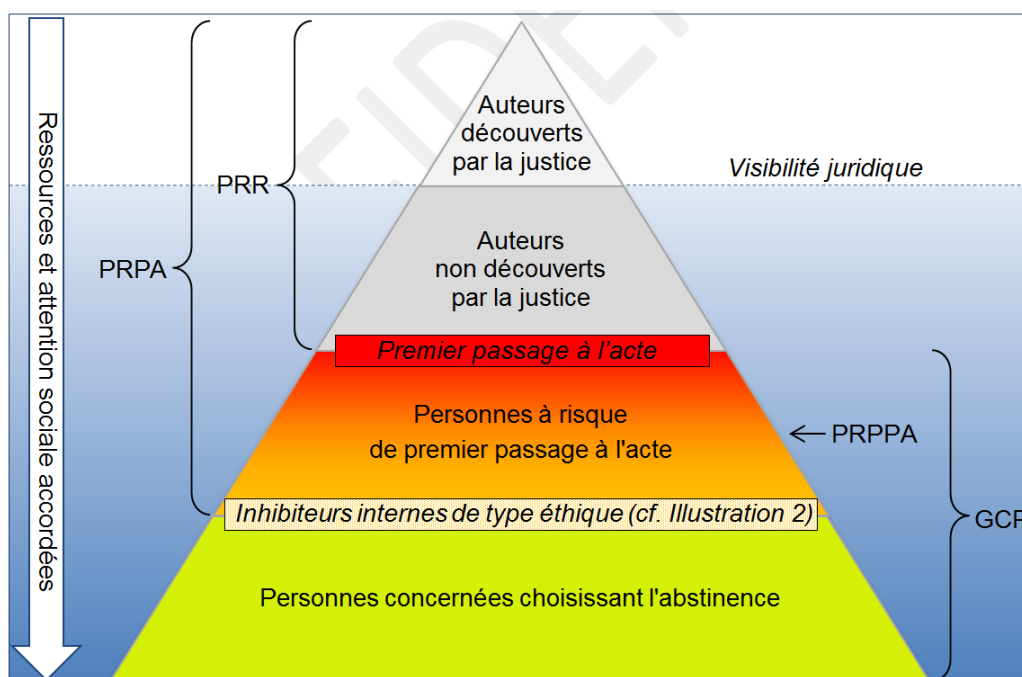 Auteurs
découverts
par la justice
Visibilité juridique
PRR
Auteurs
non découverts
par la justice
PRPA
Premier passage à l'acte
Personnes à risque
de premier passage à l'acte
PRPPA
Inhibiteurs internes de type éthique (cf. Illustration 2)
GCP
Personnes concernées choisissant l'abstinence
Ressources et attention sociale accordées